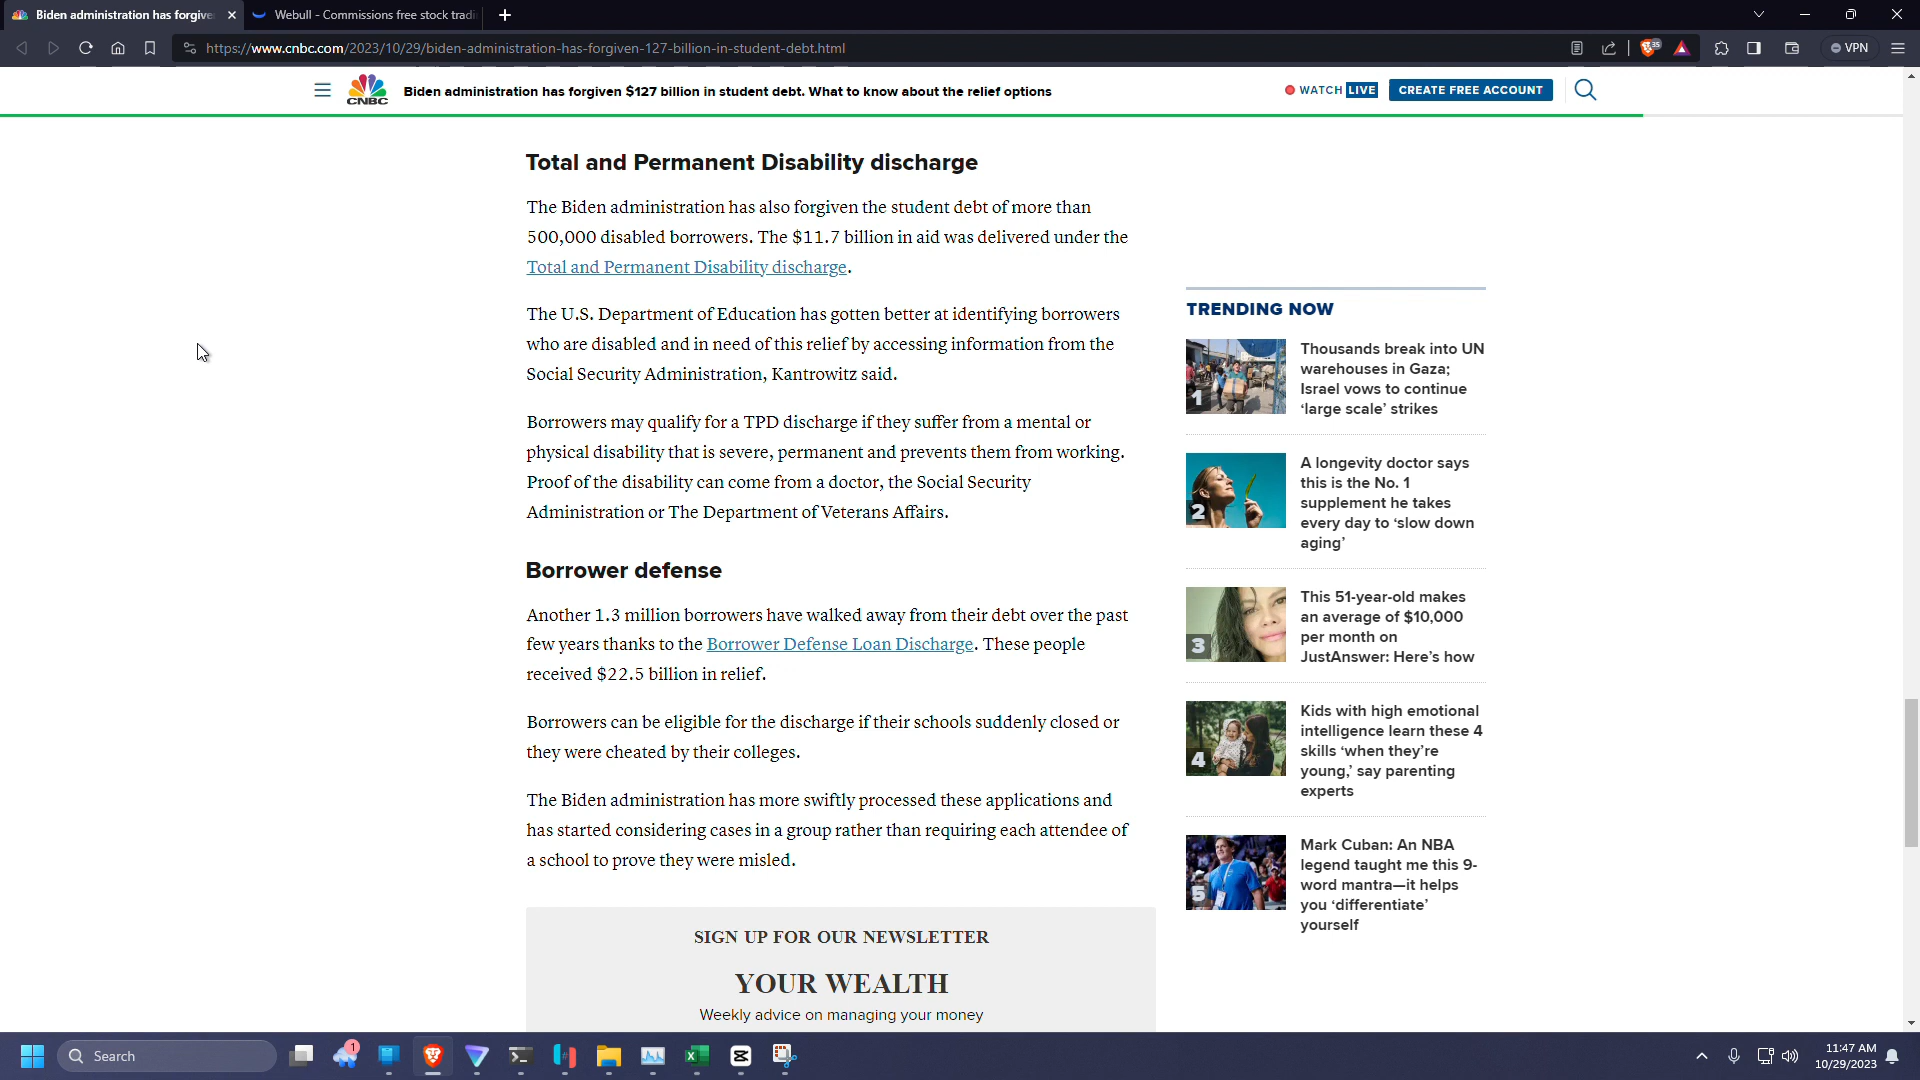 Biden administration has forgive
Webull - Commissions free stock tradi
https://www.cnbc.com/2023/10/29/biden-administration-has-forgiven-127-billion-in-student-debt.html
35
VPN
CNBC
Biden administration has forgiven $127 billion in student debt. What to know about the relief options
WATCH LIVE
CREATE FREE ACCOUNT
Total and Permanent Disability discharge
The Biden administration has also forgiven the student debt of more than
500,000 disabled borrowers. The $11.7 billion in aid was delivered under the
Total and Permanent Disability discharge.
The U.S. Department of Education has gotten better at identifying borrowers
who are disabled and in need of this relief by accessing information from the
Social Security Administration, Kantrowitz said.
Borrowers may qualify for a TPD discharge if they suffer from a mental or
physical disability that is severe, permanent and prevents them from working.
Proof of the disability can come from a doctor, the Social Security
Administration or The Department of Veterans Affairs.
Borrower defense
Another 1.3 million borrowers have walked away from their debt over the past
few years thanks to the Borrower Defense Loan Discharge. These people
received $22.5 billion in relief.
Borrowers can be eligible for the discharge if their schools suddenly closed or
they were cheated by their colleges.
The Biden administration has more swiftly processed these applications and
has started considering cases in a group rather than requiring each attendee of
a school to prove they were misled.
SIGN UP FOR OUR NEWSLETTER
YOUR WEALTH
Weekly advice on managing your money
TRENDING NOW
1
Thousands break into UN
warehouses in Gaza;
Israel vows to continue
‘large scale’ strikes
2
A longevity doctor says
this is the No. 1
supplement he takes
every day to ‘slow down
aging’
3
This 51-year-old makes
an average of $10,000
per month on
JustAnswer: Here’s how
4
Kids with high emotional
intelligence learn these 4
skills ‘when they’re
young,’ say parenting
experts
5
Mark Cuban: An NBA
legend taught me this 9-
word mantra—it helps
you ‘differentiate’
yourself
Search
1
11:47 AM
10/29/2023